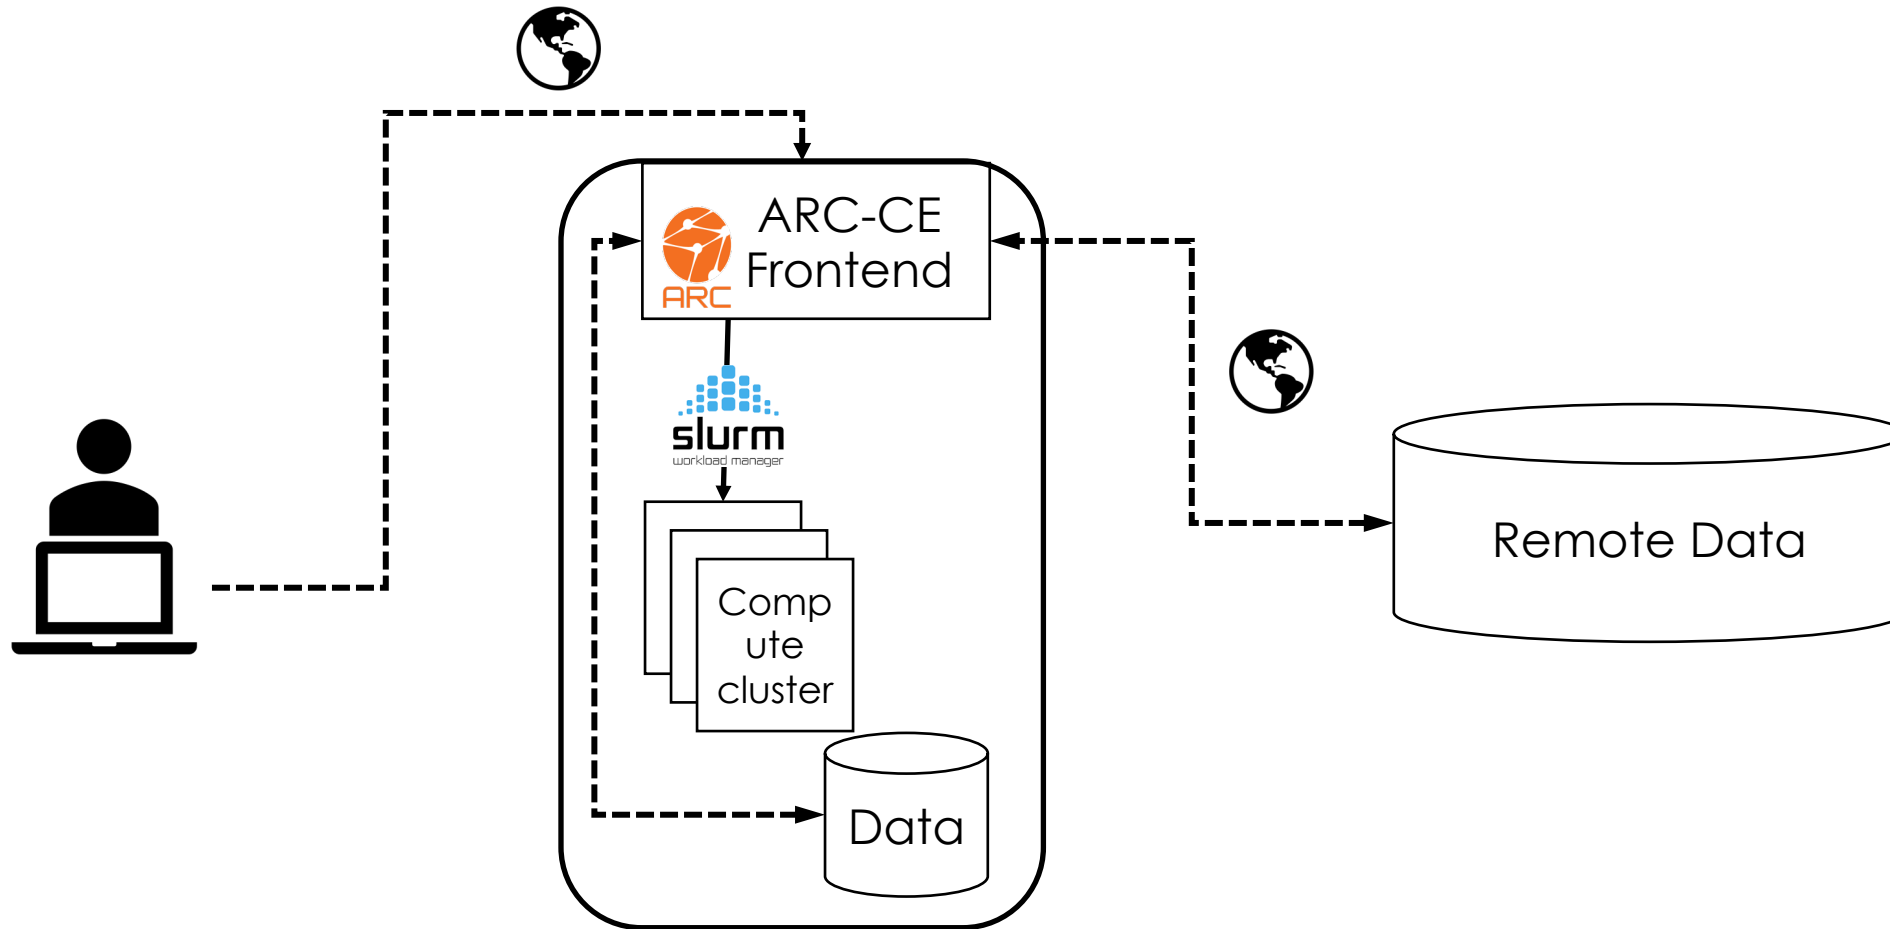 ARC-CE
Frontend
ARC
slurm
workload manager
Comp
ute
cluster
Data
Remote Data